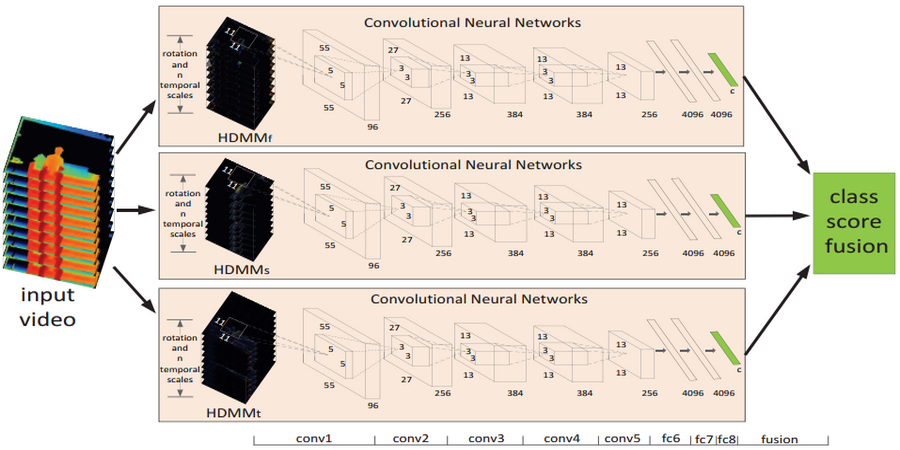 Convolutional Neural Networks
rotation
and
n
temporal
scales
11
11
HDMMf
55
5
5
55
96
27
3
3
27
256
13
3
3
13
384
13
3
3
13
384
13
13
256
4096
4096
c
Convolutional Neural Networks
rotation
and
n
temporal
scales
11
11
HDMMs
55
5
5
55
96
27
3
3
27
256
13
3
3
13
384
13
3
3
13
384
13
13
256
4096
4096
c
Convolutional Neural Networks
rotation
and
n
temporal
scales
11
11
HDMMt
55
5
5
55
96
27
3
3
27
256
13
3
3
13
384
13
3
3
13
384
13
13
256
4096
4096
c
input
video
class
score
fusion
conv1 conv2 conv3 conv4 conv5 fc6 fc7 fc8 fusion